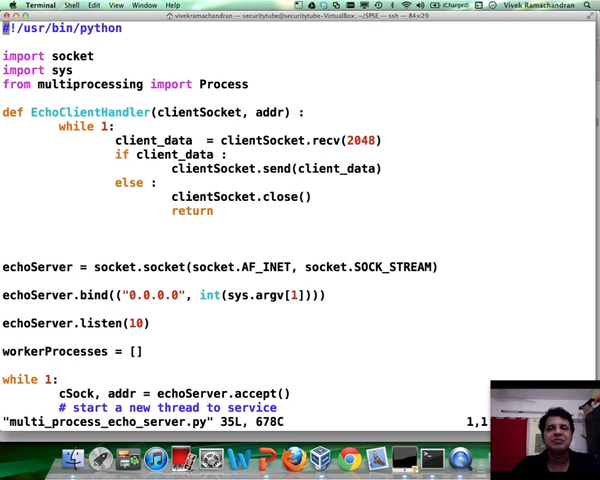 Terminal Shell Edit View Window Help (Charged) Vivek Ramachandran
vivekramachandran — securitytube@securitytube-VirtualBox: ~/SPSE — ssh — 84×29
#!/usr/bin/python
import socket
import sys
from multiprocessing import Process
def EchoClientHandler(clientSocket, addr) :
while 1:
client_data = clientSocket.recv(2048)
if client_data :
clientSocket.send(client_data)
else :
clientSocket.close()
return
echoServer = socket.socket(socket.AF_INET, socket.SOCK_STREAM)
echoServer.bind(("0.0.0.0", int(sys.argv[1])))
echoServer.listen(10)
workerProcesses = []
while 1:
cSock, addr = echoServer.accept()
# start a new thread to service
"multi_process_echo_server.py" 35L, 678C 1,1